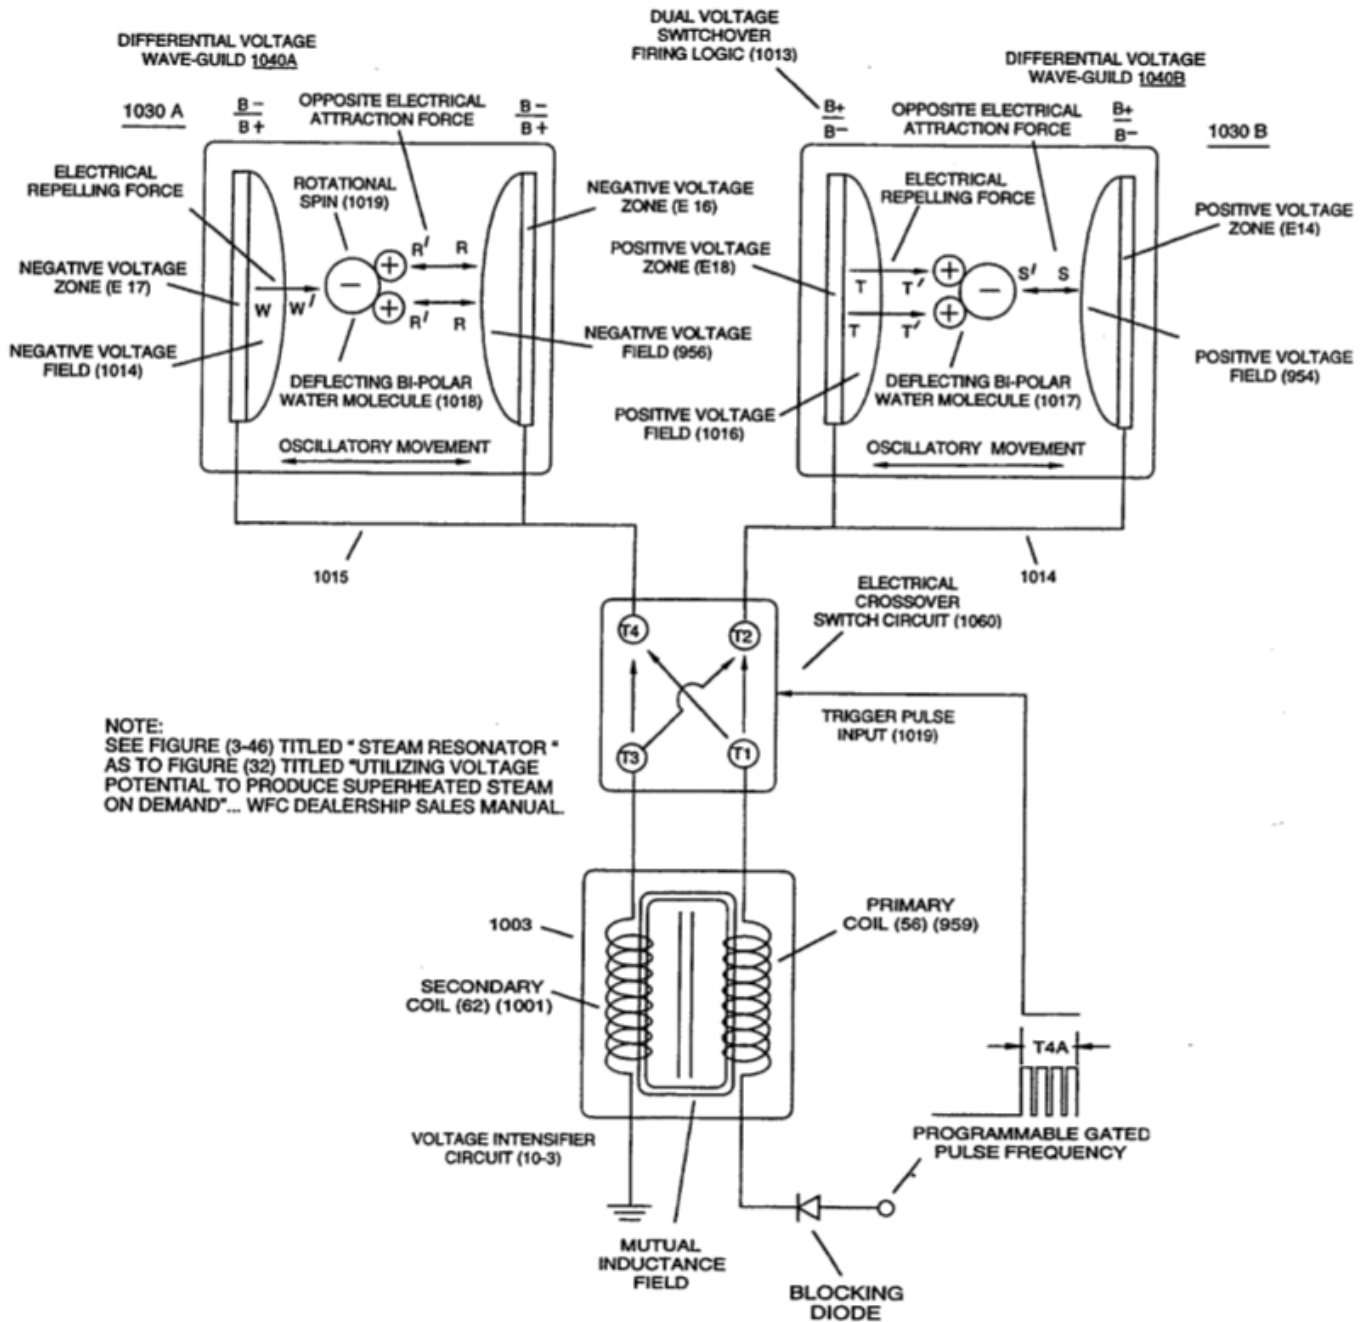 DUAL VOLTAGE
SWITCHOVER
FIRING LOGIC (1013)
DIFFERENTIAL VOLTAGE
WAVE-GUILD 1040A
DIFFERENTIAL VOLTAGE
WAVE-GUILD 1040B
1030 A
B-
B+
OPPOSITE ELECTRICAL
ATTRACTION FORCE
B-
B+
B+
B-
OPPOSITE ELECTRICAL
ATTRACTION FORCE
B+
B-
1030 B
ELECTRICAL
REPELLING FORCE
ROTATIONAL
SPIN (1019)
NEGATIVE VOLTAGE
ZONE (E 16)
ELECTRICAL
REPELLING FORCE
POSITIVE VOLTAGE
ZONE (E14)
NEGATIVE VOLTAGE
ZONE (E 17)
POSITIVE VOLTAGE
ZONE (E18)
W W/ − + + R/ R R/ R
T T/ T T/ + + − S/ S
NEGATIVE VOLTAGE
FIELD (1014)
NEGATIVE VOLTAGE
FIELD (956)
POSITIVE VOLTAGE
FIELD (954)
DEFLECTING BI-POLAR
WATER MOLECULE (1018)
DEFLECTING BI-POLAR
WATER MOLECULE (1017)
POSITIVE VOLTAGE
FIELD (1016)
OSCILLATORY MOVEMENT
OSCILLATORY MOVEMENT
1015
1014
ELECTRICAL
CROSSOVER
SWITCH CIRCUIT (1060)
T4 T2
T3 T1
TRIGGER PULSE
INPUT (1019)
NOTE:
SEE FIGURE (3-46) TITLED " STEAM RESONATOR "
AS TO FIGURE (32) TITLED "UTILIZING VOLTAGE
POTENTIAL TO PRODUCE SUPERHEATED STEAM
ON DEMAND"... WFC DEALERSHIP SALES MANUAL.
1003
PRIMARY
COIL (56) (959)
SECONDARY
COIL (62) (1001)
T4A
VOLTAGE INTENSIFIER
CIRCUIT (10-3)
PROGRAMMABLE GATED
PULSE FREQUENCY
MUTUAL
INDUCTANCE
FIELD
BLOCKING
DIODE